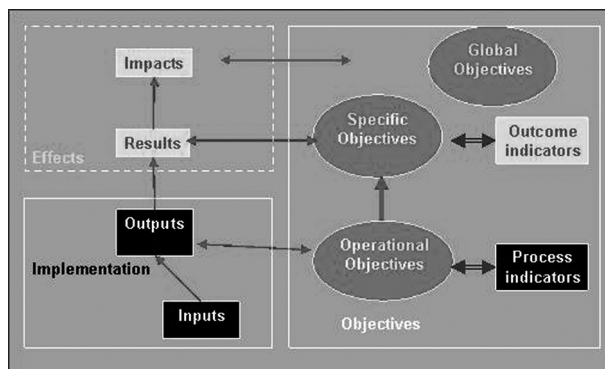 Impacts
Global
Objectives
Specific
Objectives
Outcome
indicators
Results
Effects
Outputs
Implementation
Operational
Objectives
Process
indicators
Inputs
Objectives